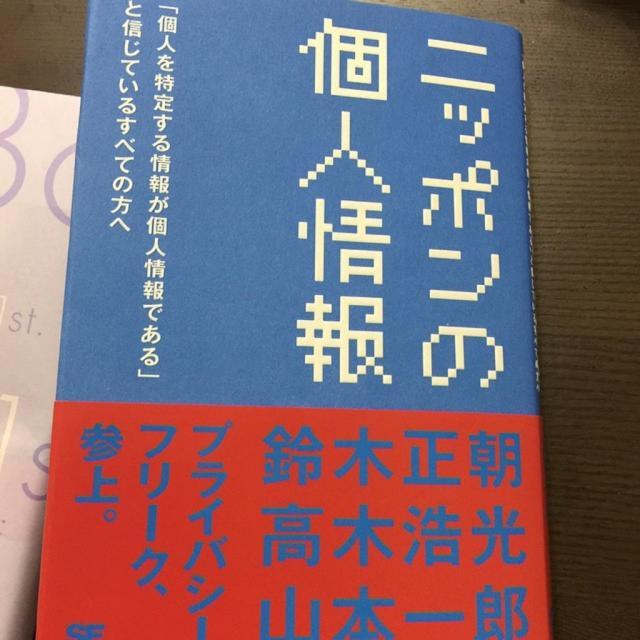 ニッポンの
個人情報
「個人を特定する情報が個人情報である」
と信じているすべての方へ
鈴木正朝
高木浩光
山本一郎
プライバシー
フリーク、
参上。
SE
st.